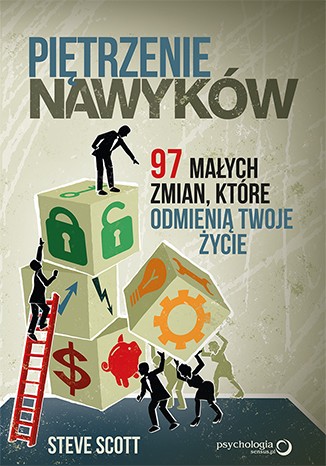 PIĘTRZENIE
NAWYKÓW
97 MAŁYCH
ZMIAN, KTÓRE
ODMIENIĄ TWOJE
ŻYCIE
$
STEVE SCOTT
psychologia
sensus.pl